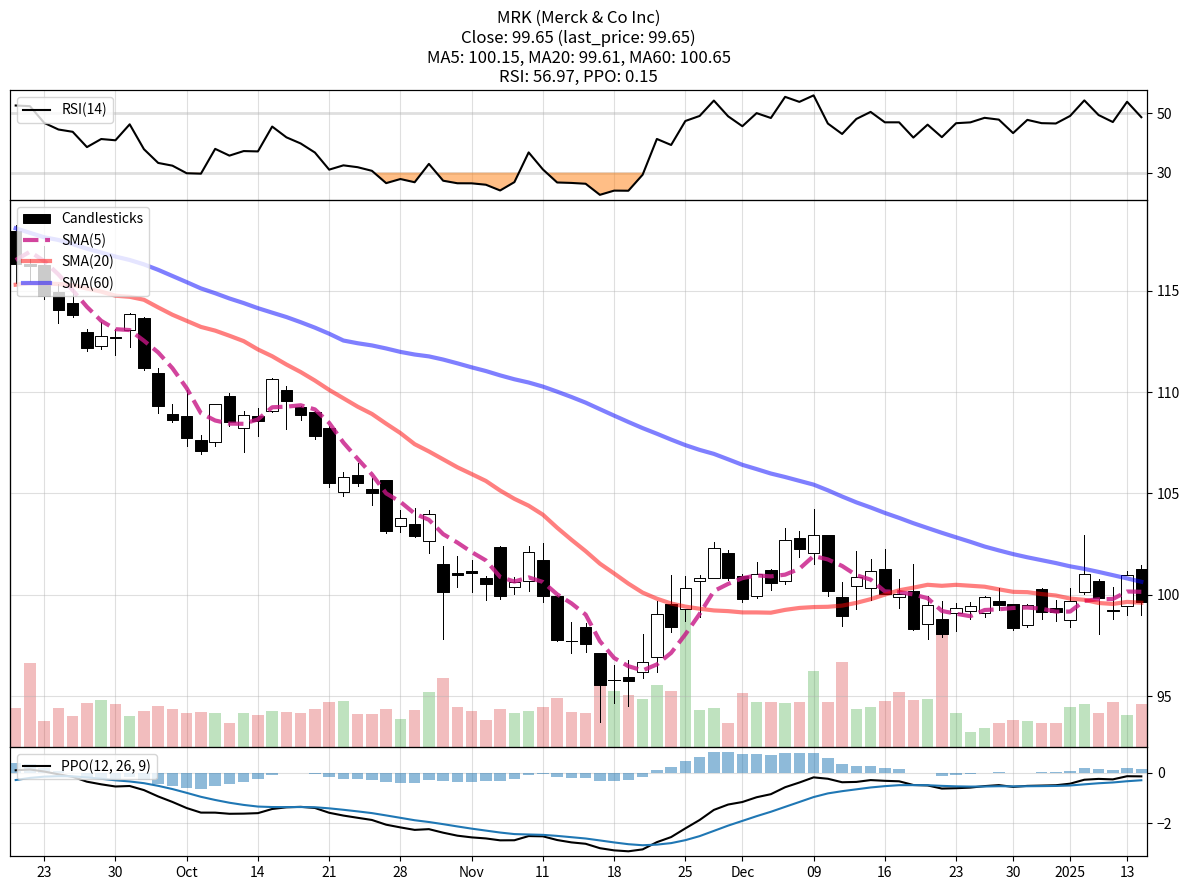 MRK (Merck & Co Inc)
Close: 99.65 (last_price: 99.65)
MA5: 100.15, MA20: 99.61, MA60: 100.65
RSI: 56.97, PPO: 0.15
RSI(14)
50
30
Candlesticks
SMA(5)
SMA(20)
SMA(60)
115
110
105
100
95
PPO(12, 26, 9)
0
−2
23 30 Oct 14 21 28 Nov 11 18 25 Dec 09 16 23 30 2025 13